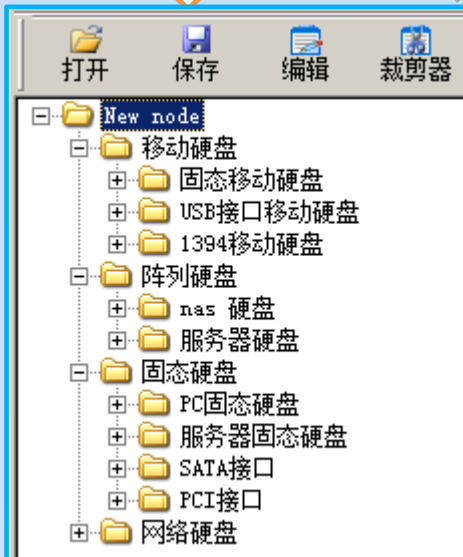 打开 保存 编辑 裁剪器
New node
移动硬盘
固态移动硬盘
USB接口移动硬盘
1394移动硬盘
阵列硬盘
nas 硬盘
服务器硬盘
固态硬盘
PC固态硬盘
服务器固态硬盘
SATA接口
PCI接口
网络硬盘